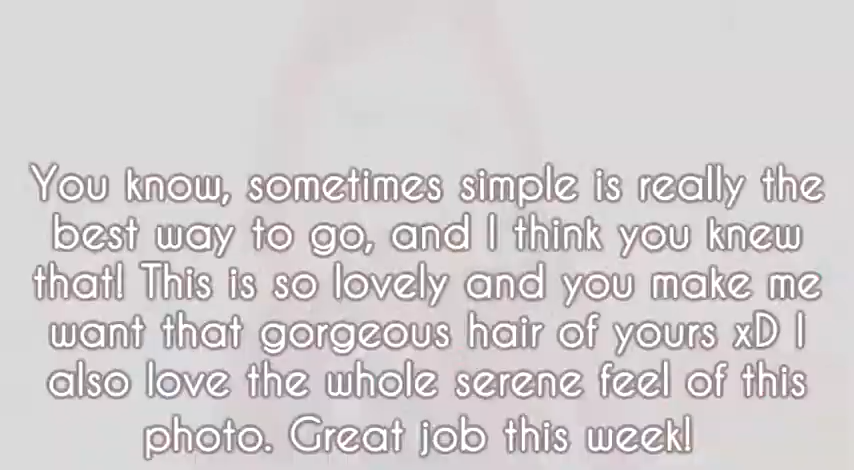 You know, sometimes simple is really the
best way to go, and I think you knew
that! This is so lovely and you make me
want that gorgeous hair of yours xD I
also love the whole serene feel of this
photo. Great job this week!